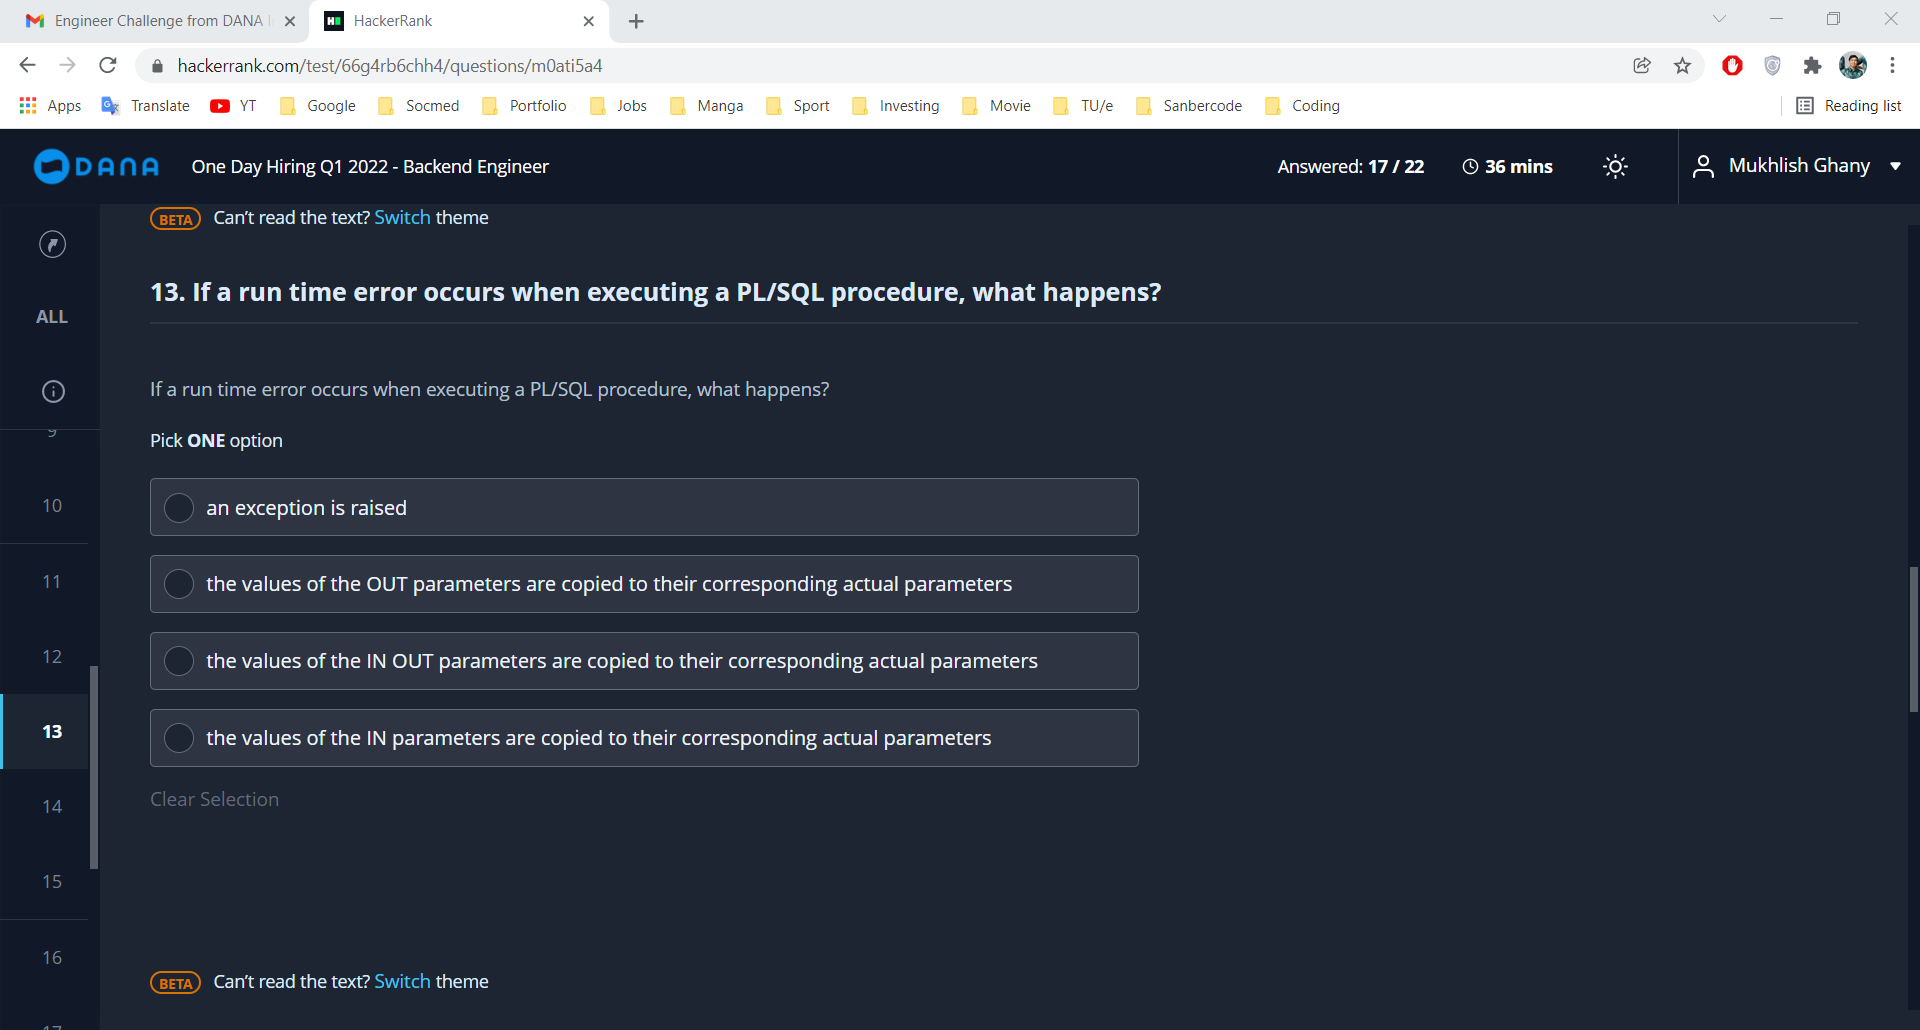 Engineer Challenge from DANA
HackerRank
hackerrank.com/test/66g4rb6chh4/questions/m0ati5a4
Apps Translate YT Google Socmed Portfolio Jobs Manga Sport Investing Movie TU/e Sanbercode Coding Reading list
DANA One Day Hiring Q1 2022 - Backend Engineer Answered: 17 / 22 36 mins Mukhlish Ghany
BETA Can't read the text? Switch theme
13. If a run time error occurs when executing a PL/SQL procedure, what happens?
ALL
If a run time error occurs when executing a PL/SQL procedure, what happens?
9
Pick ONE option
10
an exception is raised
11
the values of the OUT parameters are copied to their corresponding actual parameters
12
the values of the IN OUT parameters are copied to their corresponding actual parameters
13
the values of the IN parameters are copied to their corresponding actual parameters
14
Clear Selection
15
16
BETA Can't read the text? Switch theme
17